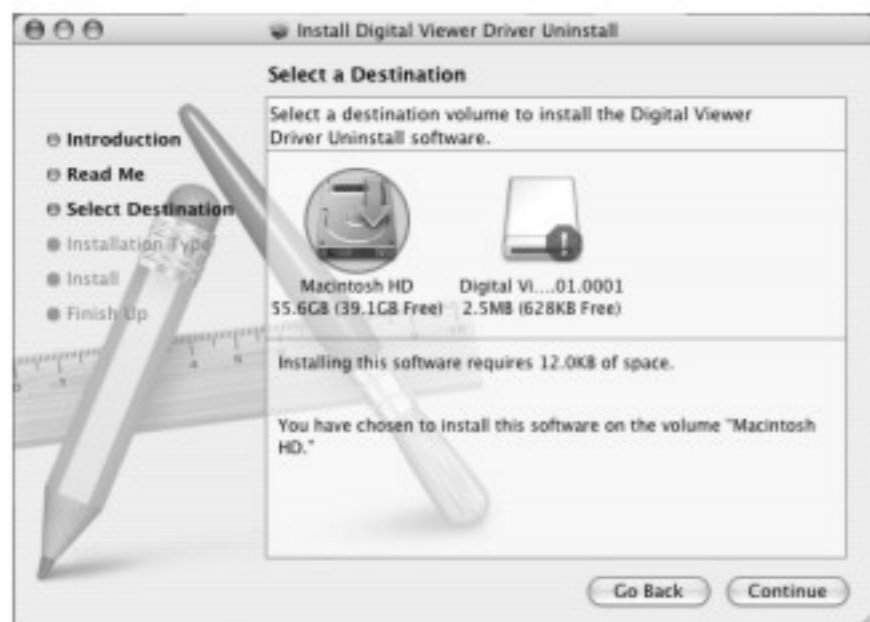 Install Digital Viewer Driver Uninstall
Select a Destination
Introduction
Read Me
Select Destination
Installation Type
Install
Finish Up
Select a destination volume to install the Digital Viewer
Driver Uninstall software.
Macintosh HD
55.6GB (39.1GB Free)
Digital Vi....01.0001
2.5MB (628KB Free)
Installing this software requires 12.0KB of space.
You have chosen to install this software on the volume "Macintosh
HD."
Go Back
Continue